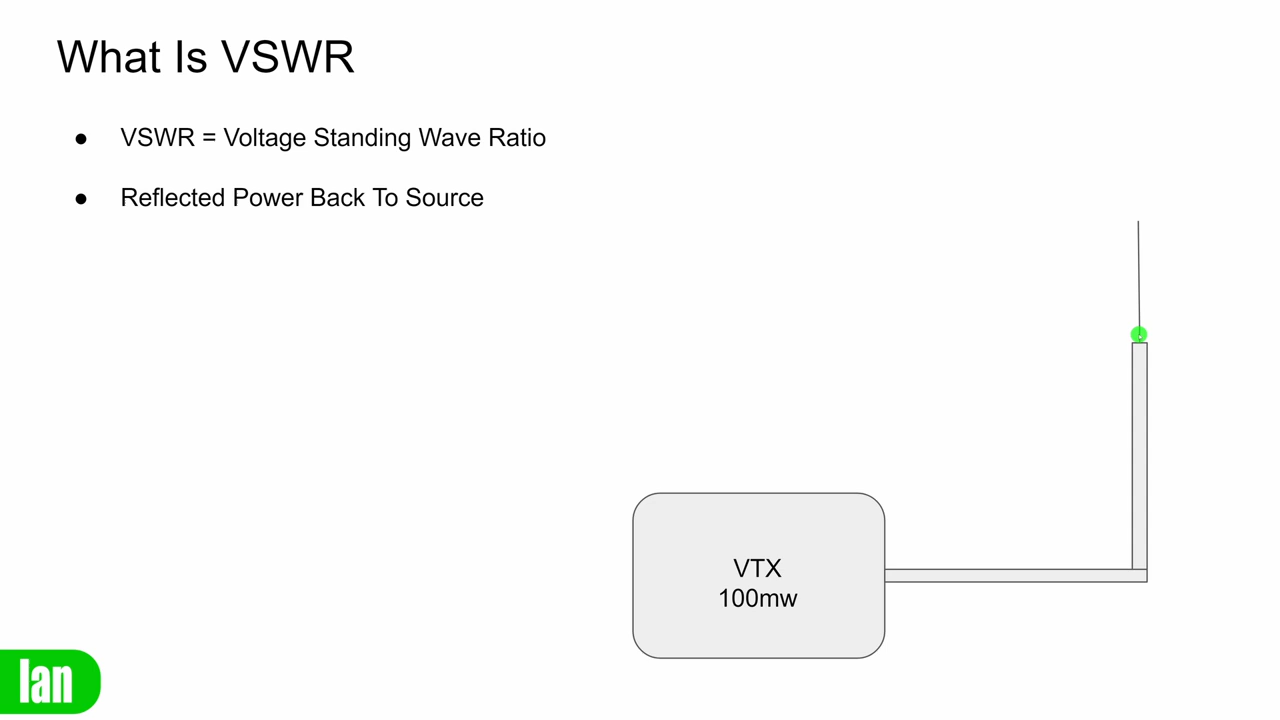 What Is VSWR
● VSWR = Voltage Standing Wave Ratio
● Reflected Power Back To Source
VTX
100mw
Ian